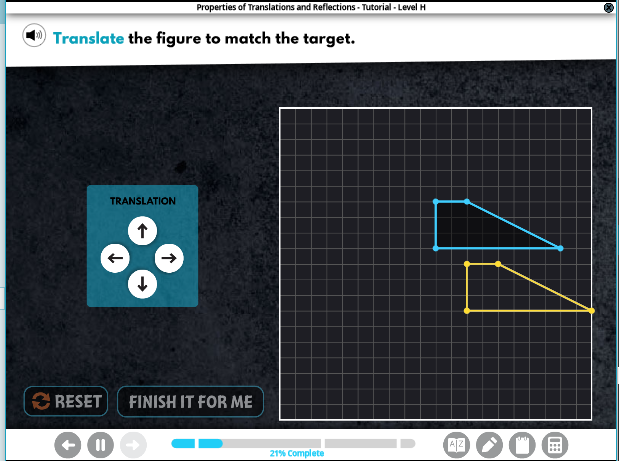 Properties of Translations and Reflections - Tutorial - Level H
Translate the figure to match the target.
TRANSLATION
RESET
FINISH IT FOR ME
21% Complete
AZ